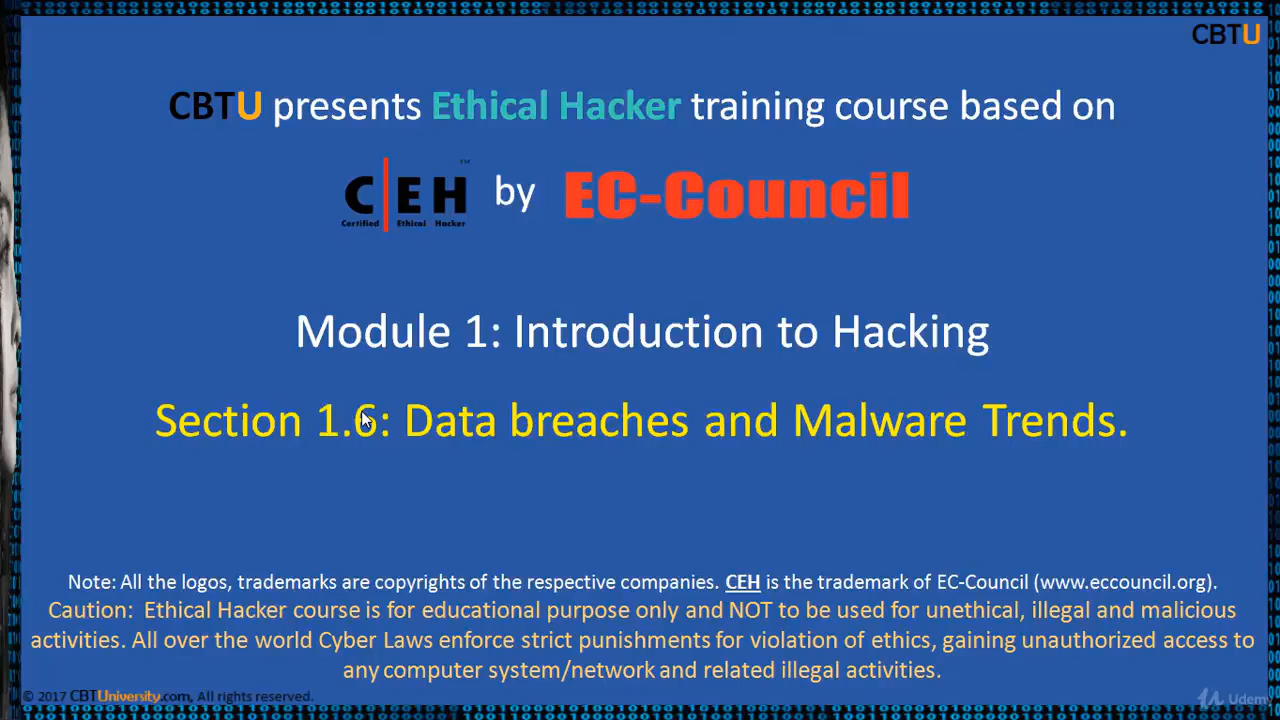 CBTU
CBTU presents Ethical Hacker training course based on
C|EH™ by EC-Council
Certified Ethical Hacker
Module 1: Introduction to Hacking
Section 1.6: Data breaches and Malware Trends.
Note: All the logos, trademarks are copyrights of the respective companies. CEH is the trademark of EC-Council (www.eccouncil.org).
Caution: Ethical Hacker course is for educational purpose only and NOT to be used for unethical, illegal and malicious
activities. All over the world Cyber Laws enforce strict punishments for violation of ethics, gaining unauthorized access to
any computer system/network and related illegal activities.
© 2017 CBTUniversity.com, All rights reserved.
Udemy